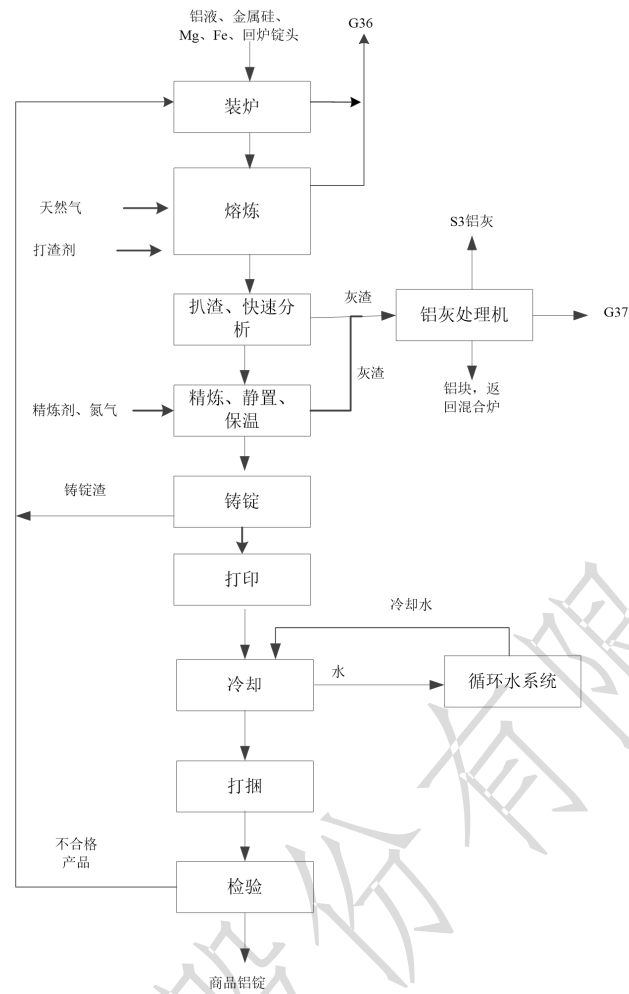 铝液、金属硅、
Mg、Fe、回炉锭头
G36
装炉
天然气
熔炼
打渣剂
S3铝灰
扒渣、快速分
析
灰渣
铝灰处理机
G37
灰渣
精炼剂、氮气
精炼、静置、
保温
铝块，返
回混合炉
铸锭渣
铸锭
打印
冷却水
冷却
水
循环水系统
打捆
不合格
产品
检验
商品铝锭
股份有限